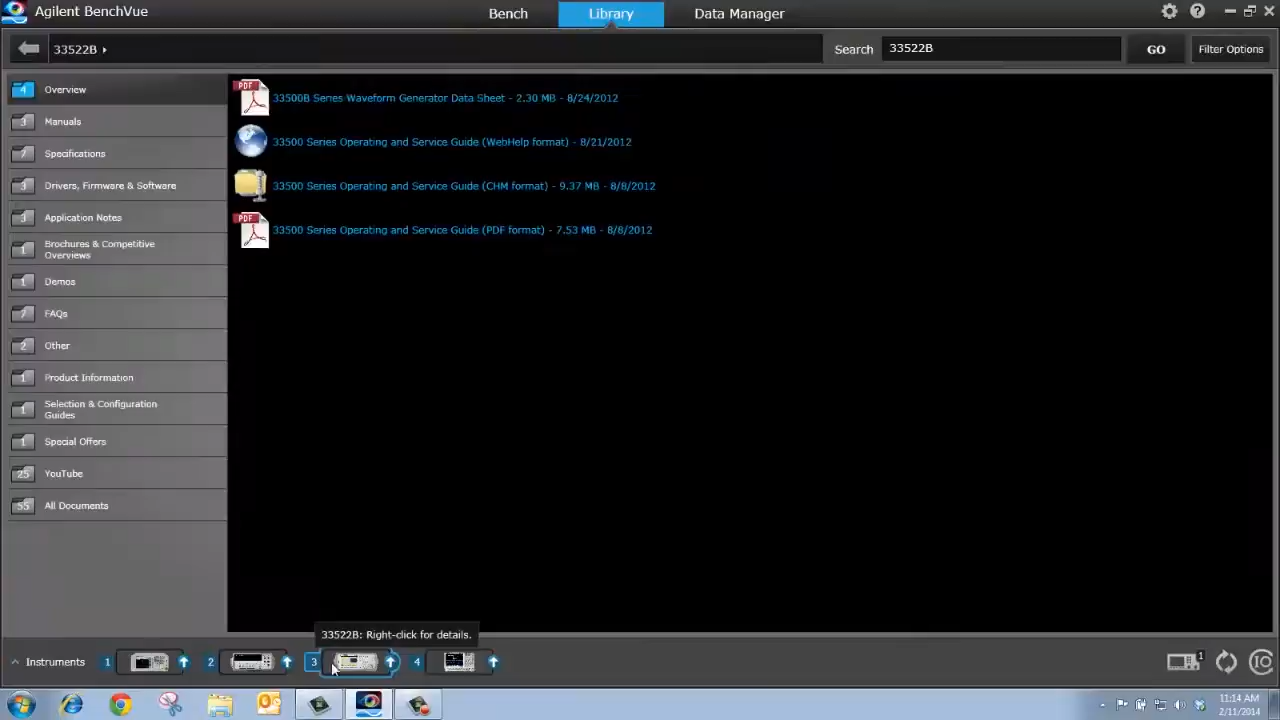 Agilent BenchVue
Bench
Library
Data Manager
33522B
Search
33522B
GO
Filter Options
4 Overview
3 Manuals
7 Specifications
3 Drivers, Firmware & Software
3 Application Notes
1 Brochures & Competitive
Overviews
1 Demos
7 FAQs
2 Other
1 Product Information
1 Selection & Configuration
Guides
1 Special Offers
25 YouTube
55 All Documents
PDF
33500B Series Waveform Generator Data Sheet - 2.30 MB - 8/24/2012
33500 Series Operating and Service Guide (WebHelp format) - 8/21/2012
33500 Series Operating and Service Guide (CHM format) - 9.37 MB - 8/8/2012
PDF
33500 Series Operating and Service Guide (PDF format) - 7.53 MB - 8/8/2012
33522B: Right-click for details.
Instruments
1
2
3
4
1
IO
11:14 AM
2/11/2014